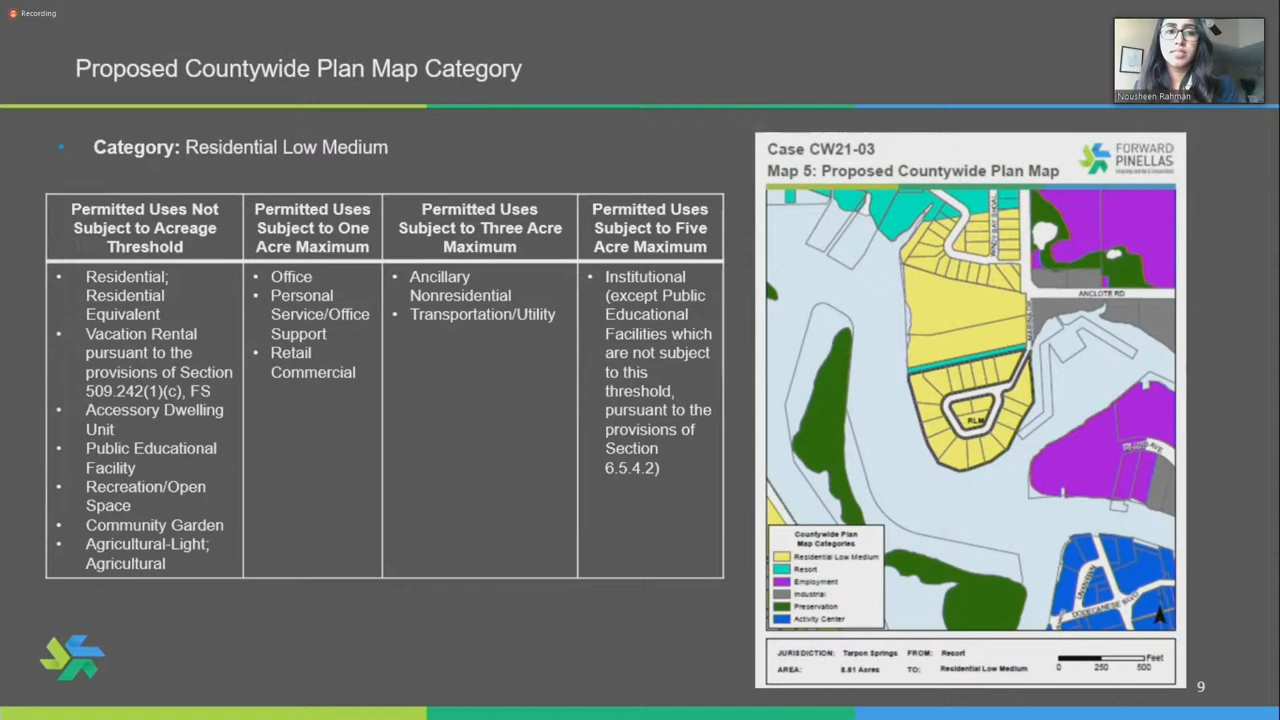 Recording
Nousheen Rahman
Proposed Countywide Plan Map Category
• Category: Residential Low Medium
Permitted Uses Not
Subject to Acreage
Threshold
Permitted Uses
Subject to One
Acre Maximum
Permitted Uses
Subject to Three Acre
Maximum
Permitted Uses
Subject to Five
Acre Maximum
• Residential;
Residential
Equivalent
• Vacation Rental
pursuant to the
provisions of Section
509.242(1)(c), FS
• Accessory Dwelling
Unit
• Public Educational
Facility
• Recreation/Open
Space
• Community Garden
• Agricultural-Light;
Agricultural
• Office
• Personal
Service/Office
Support
• Retail
Commercial
• Ancillary
Nonresidential
• Transportation/Utility
• Institutional
(except Public
Educational
Facilities which
are not subject
to this
threshold,
pursuant to the
provisions of
Section
6.5.4.2)
Case CW21-03
Map 5: Proposed Countywide Plan Map
FORWARD
PINELLAS
ANCLOTE RD
RLM
DODECANESE BLVD
Countywide Plan
Map Categories
Residential Low Medium
Resort
Employment
Industrial
Preservation
Activity Center
JURISDICTION: Tarpon Springs FROM: Resort
AREA: 8.81 Acres TO: Residential Low Medium
Feet
0 250 500
9